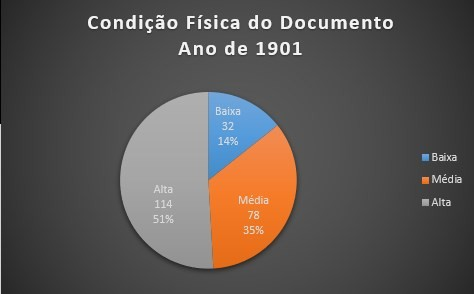 Condição Física do Documento
Ano de 1901
Baixa
32
14%
Média
78
35%
Alta
114
51%
Baixa
Média
Alta